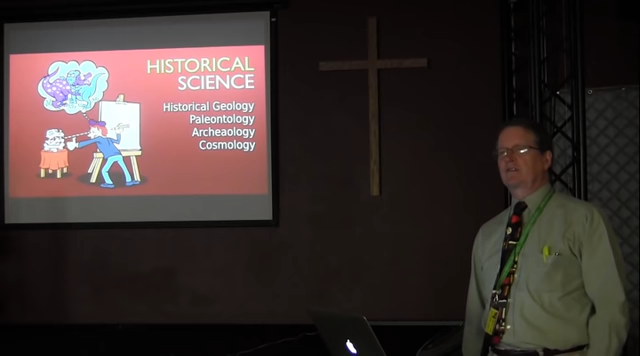 HISTORICAL
SCIENCE
Historical Geology
Paleontology
Archeaology
Cosmology